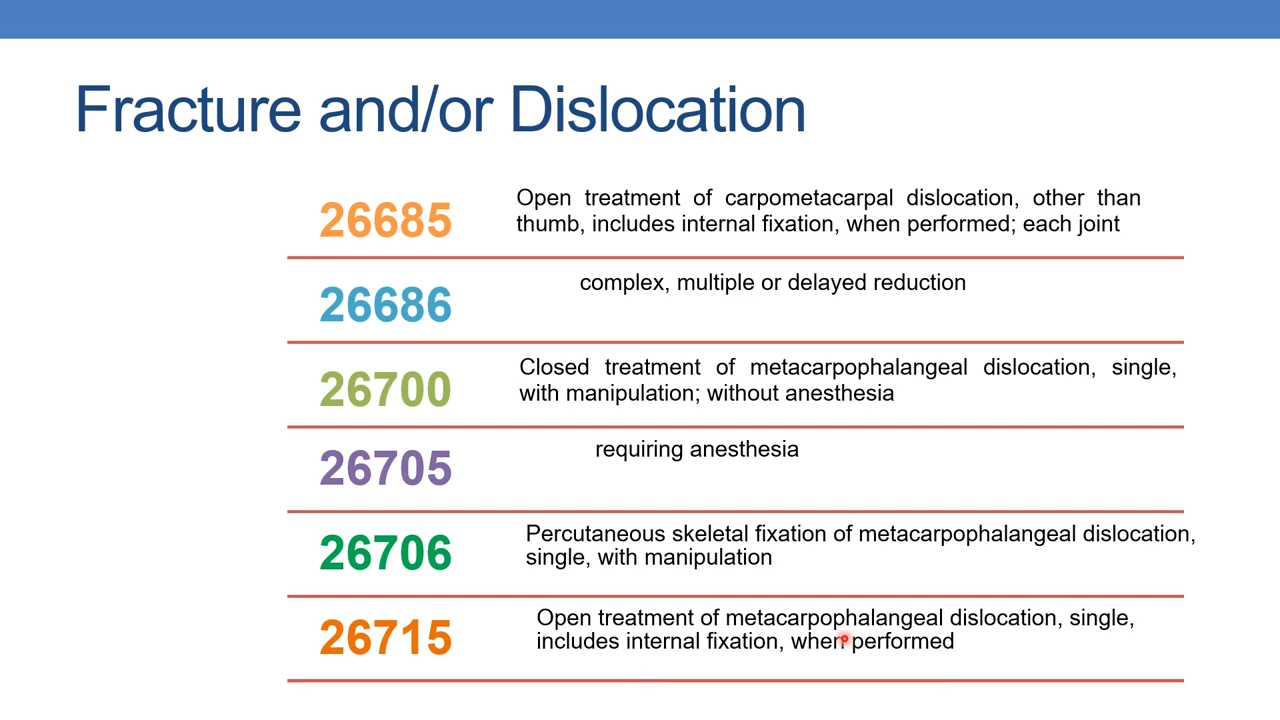 Fracture and/or Dislocation
26685
Open treatment of carpometacarpal dislocation, other than
thumb, includes internal fixation, when performed; each joint
26686
complex, multiple or delayed reduction
26700
Closed treatment of metacarpophalangeal dislocation, single,
with manipulation; without anesthesia
26705
requiring anesthesia
26706
Percutaneous skeletal fixation of metacarpophalangeal dislocation,
single, with manipulation
26715
Open treatment of metacarpophalangeal dislocation, single,
includes internal fixation, when performed